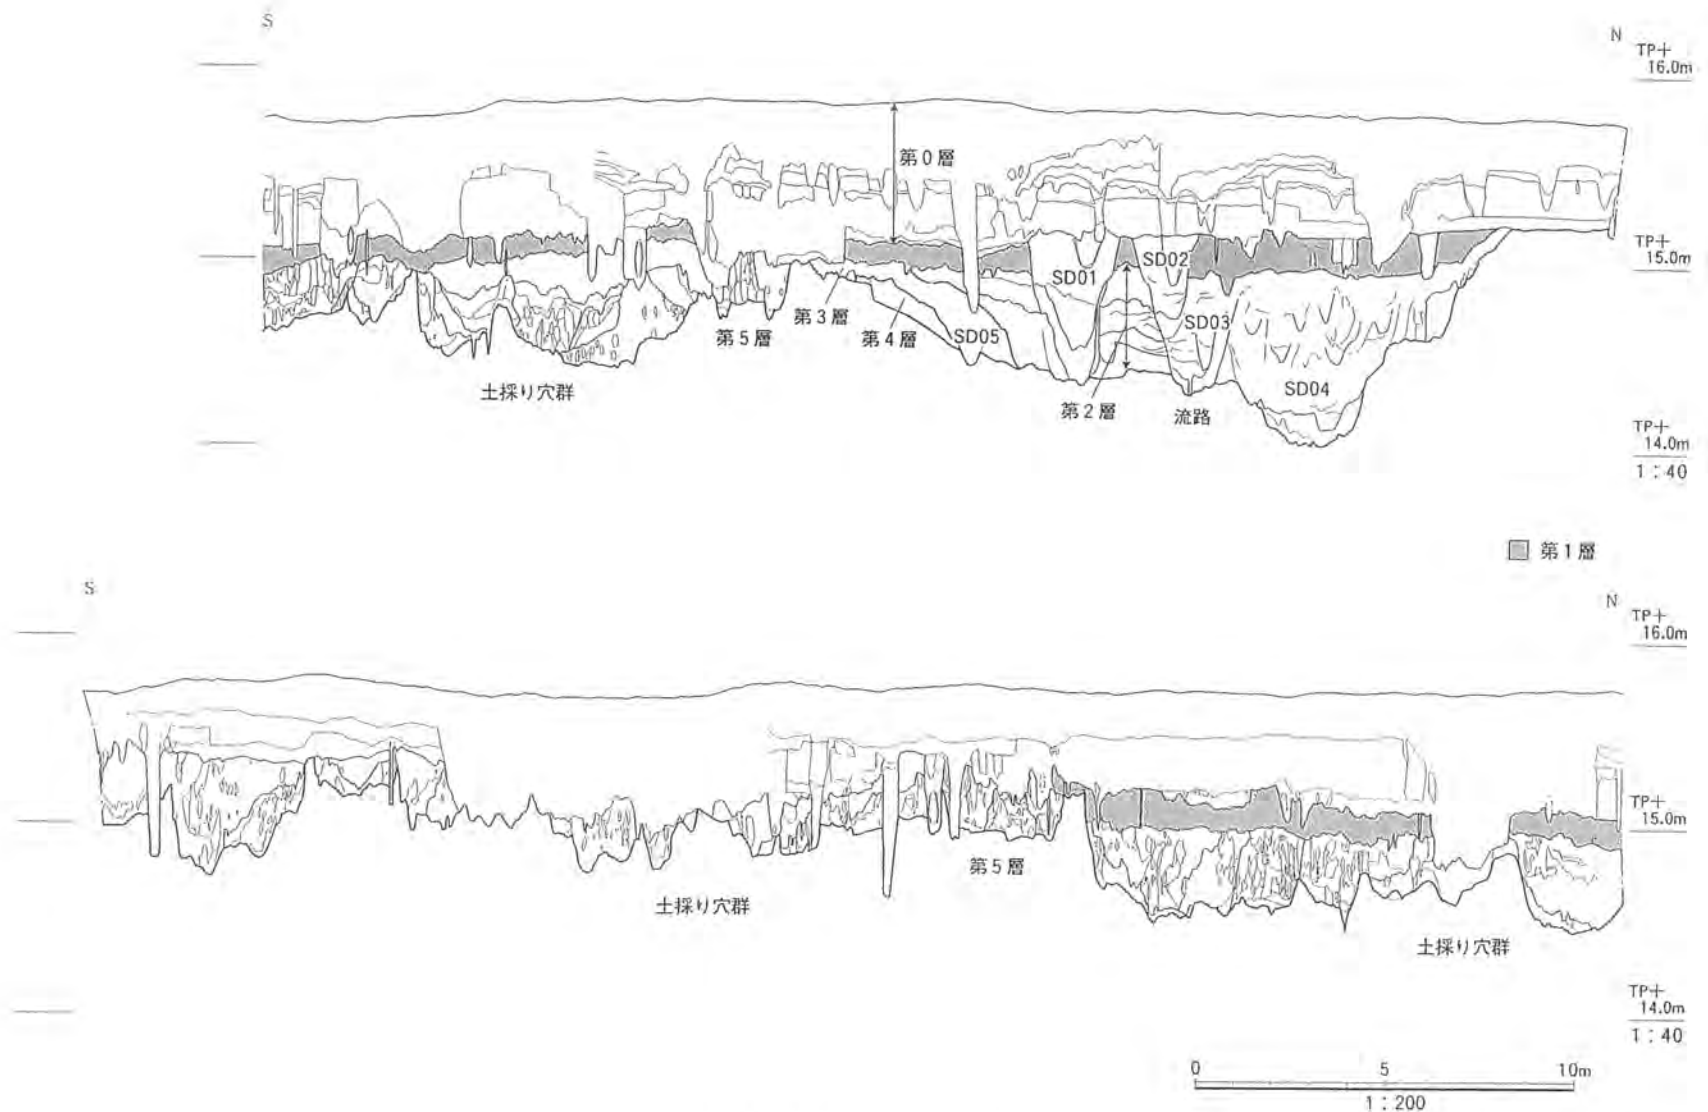 S
N
TP+
16.0m
第0層
TP+
15.0m
SD01
SD02
第3層
SD03
第5層
第4層
SD05
SD04
土採り穴群
第2層
流路
TP+
14.0m
1:40
第1層
S
N
TP+
16.0m
TP+
15.0m
第5層
土採り穴群
土採り穴群
TP+
14.0m
1:40
0 5 10m
1:200